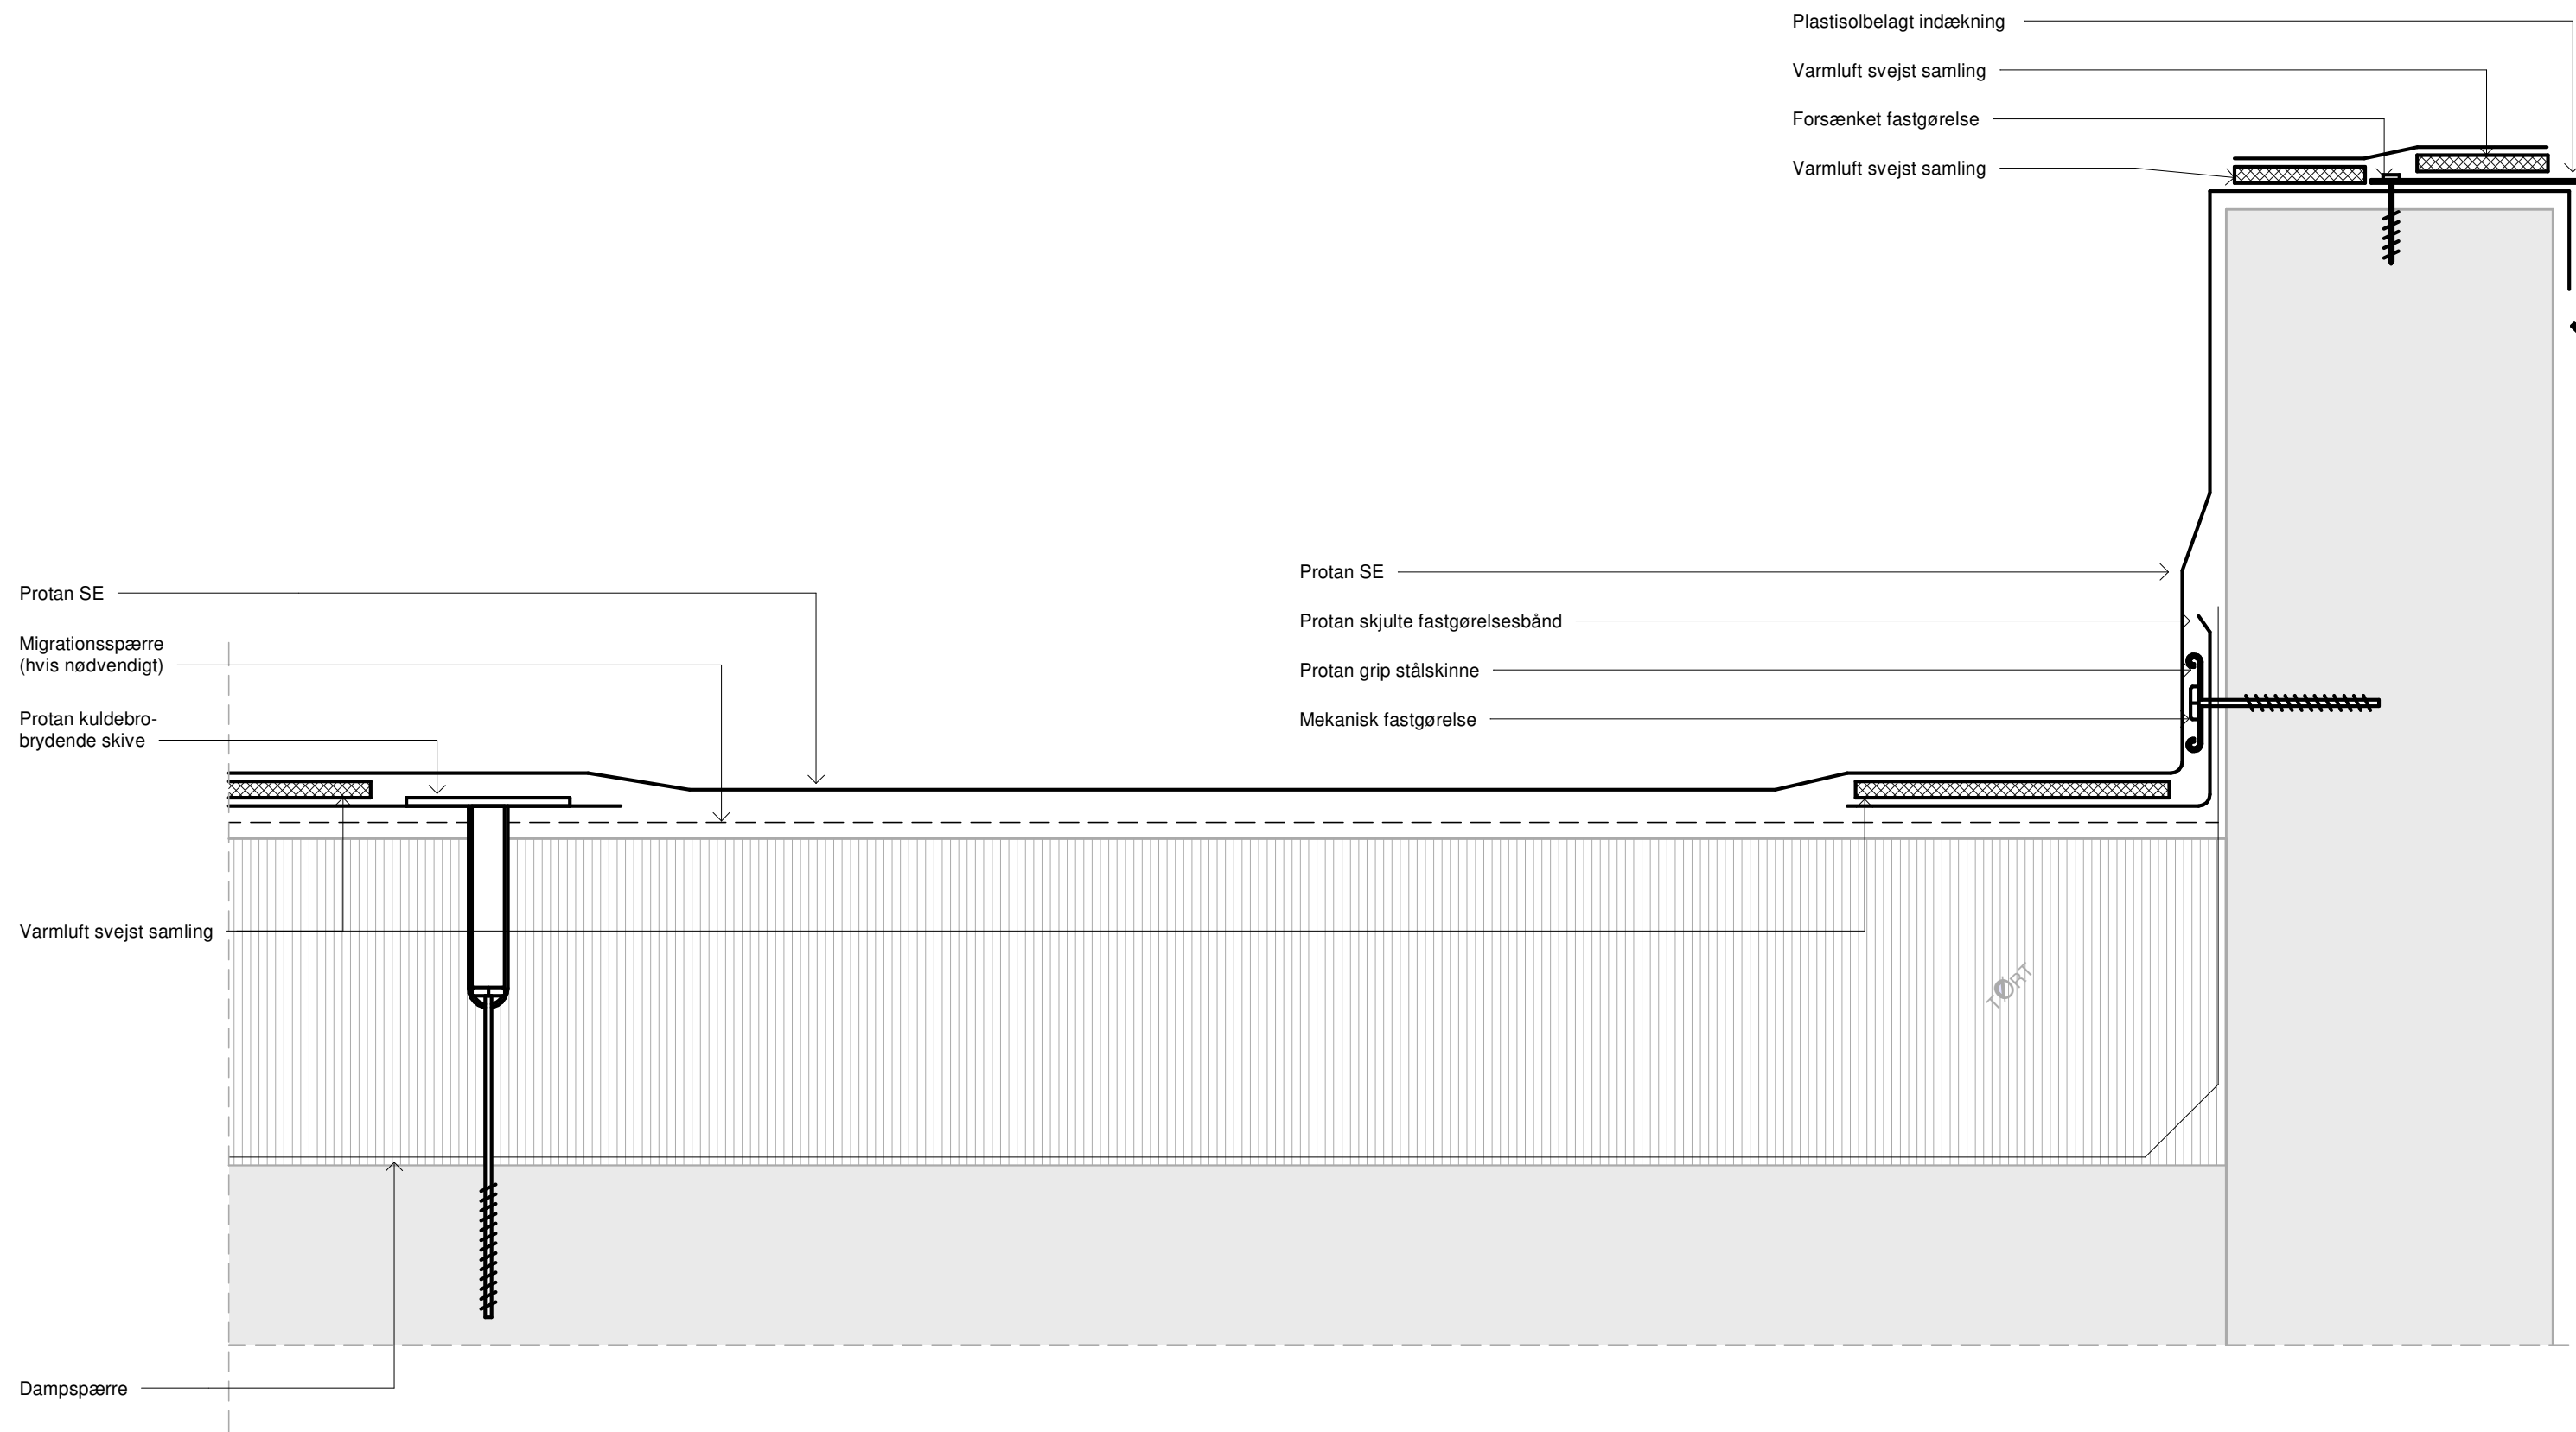 Plastisolbelagt indækning
Varmluft svejst samling
Forsænket fastgørelse
Varmluft svejst samling
Protan SE
Protan skjulte fastgørelsesbånd
Protan grip stålskinne
Mekanisk fastgørelse
Protan SE
Migrationsspærre
(hvis nødvendigt)
Protan kuldebro-
brydende skive
Varmluft svejst samling
TØRT
Dampspærre